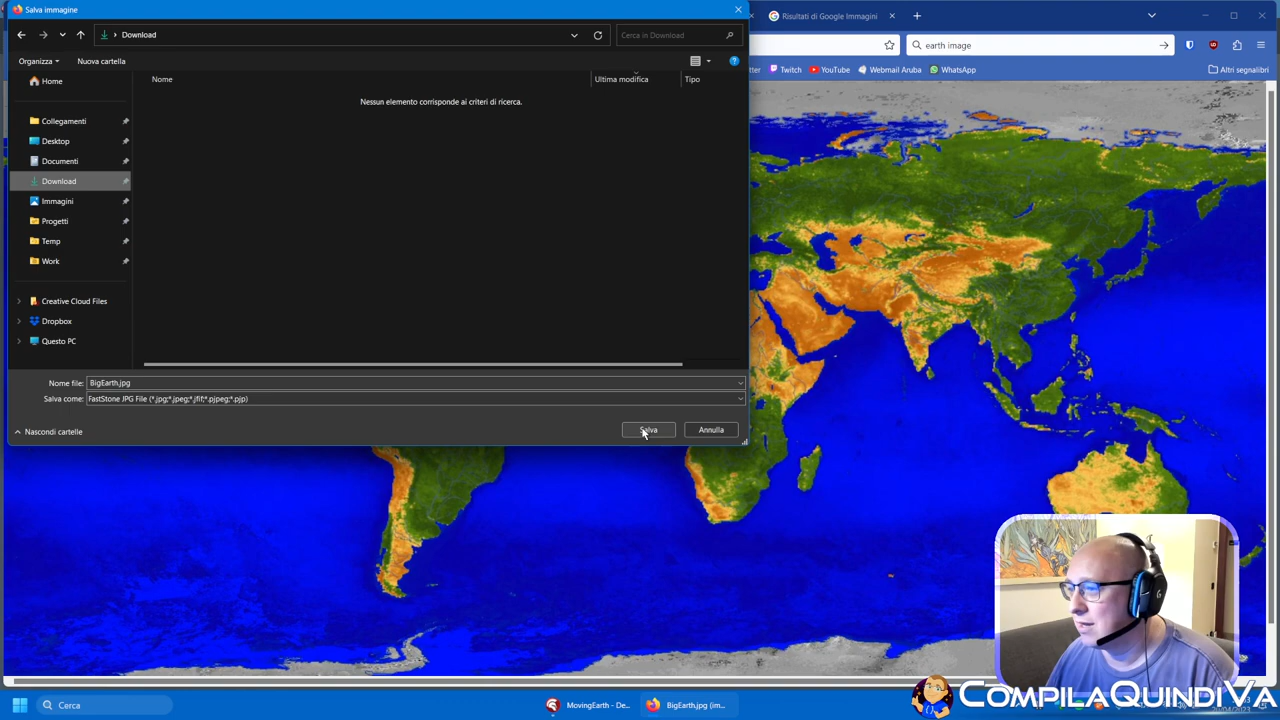 Salva immagine
Risultati di Google Immagini
Download
Cerca in Download
earth image
Organizza
Nuova cartella
Twitch
YouTube
Webmail Aruba
WhatsApp
Altri segnalibri
Home
Nome
Ultima modifica
Tipo
Nessun elemento corrisponde ai criteri di ricerca.
Collegamenti
Desktop
Documenti
Download
Immagini
Progetti
Temp
Work
Creative Cloud Files
Dropbox
Questo PC
Nome file: BigEarth.jpg
Salva come: FastStone JPG File (*.jpg;*.jpeg;*.jfif;*.pjpeg;*.pjp)
Nascondi cartelle
Salva
Annulla
Cerca
MovingEarth - De...
BigEarth.jpg (im...
COMPILAQUINDIVA